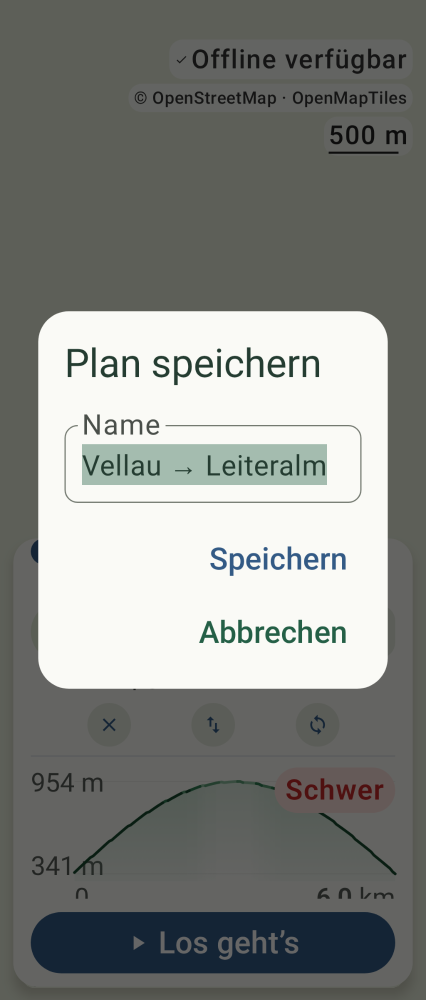 ✓ Offline verfügbar
© OpenStreetMap · OpenMapTiles
500 m
Plan speichern
Name
Vellau → Leiteralm
Speichern
Abbrechen
954 m
Schwer
341 m
0
6,0 km
Los geht’s